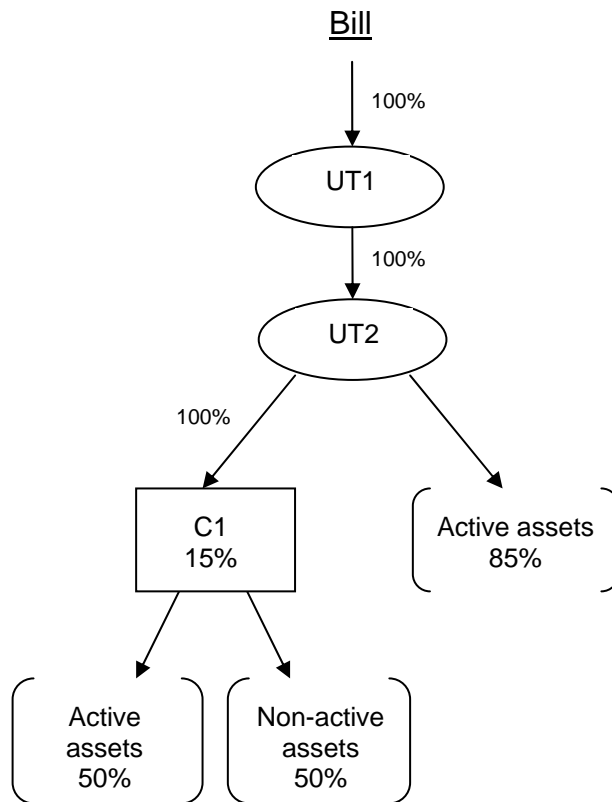 Bill
100%
UT1
100%
UT2
100%
C1
15%
Active assets
85%
Active
assets
50%
Non-active
assets
50%